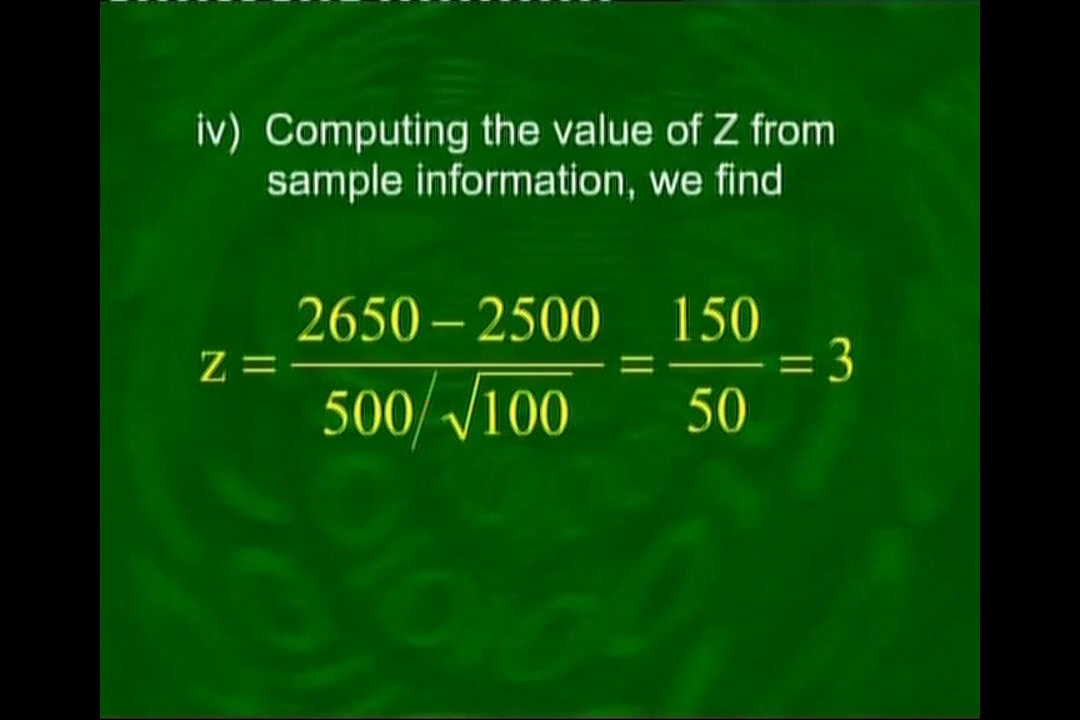 iv) Computing the value of Z from
sample information, we find
z = (2650 – 2500) / (500/√100) = 150/50 = 3